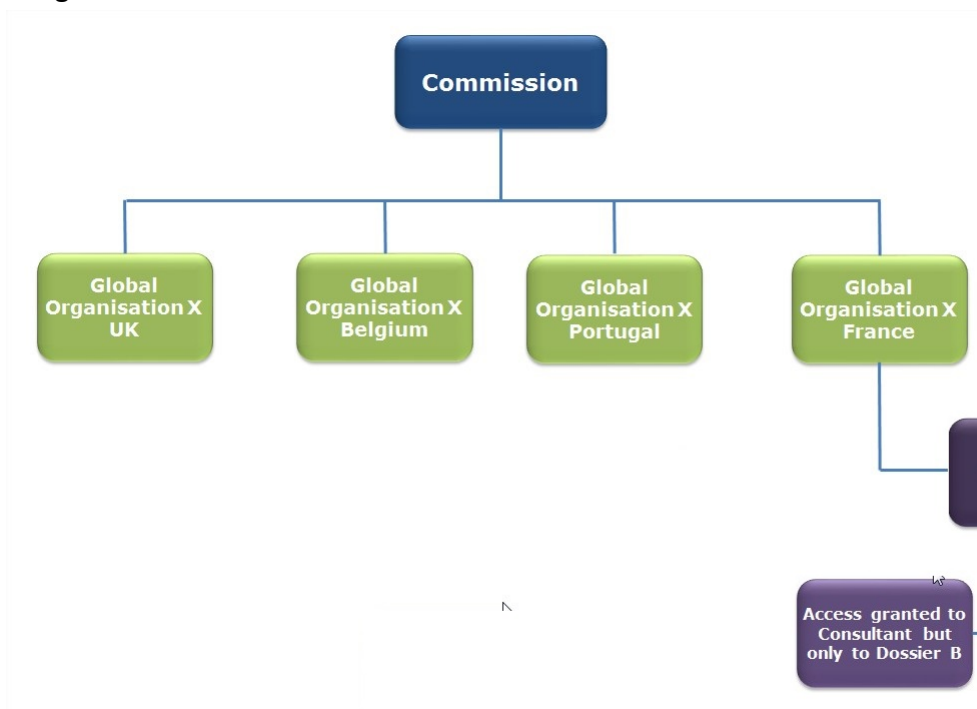 Commission
Global
Organisation X
UK
Global
Organisation X
Belgium
Global
Organisation X
Portugal
Global
Organisation X
France
Access granted to
Consultant but
only to Dossier B